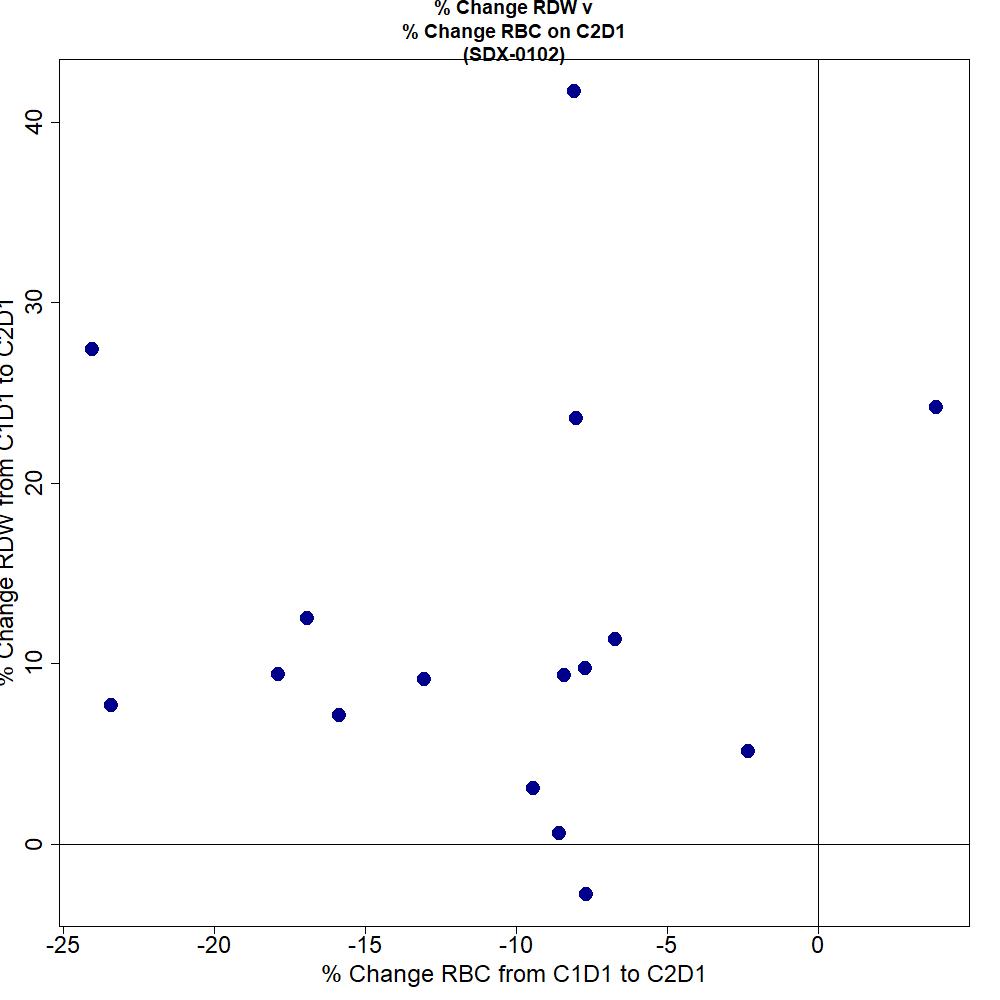 % Change RDW v
% Change RBC on C2D1
(SDX-0102)
% Change RDW from C1D1 to C2D1
40
30
20
10
0
-25 -20 -15 -10 -5 0
% Change RBC from C1D1 to C2D1